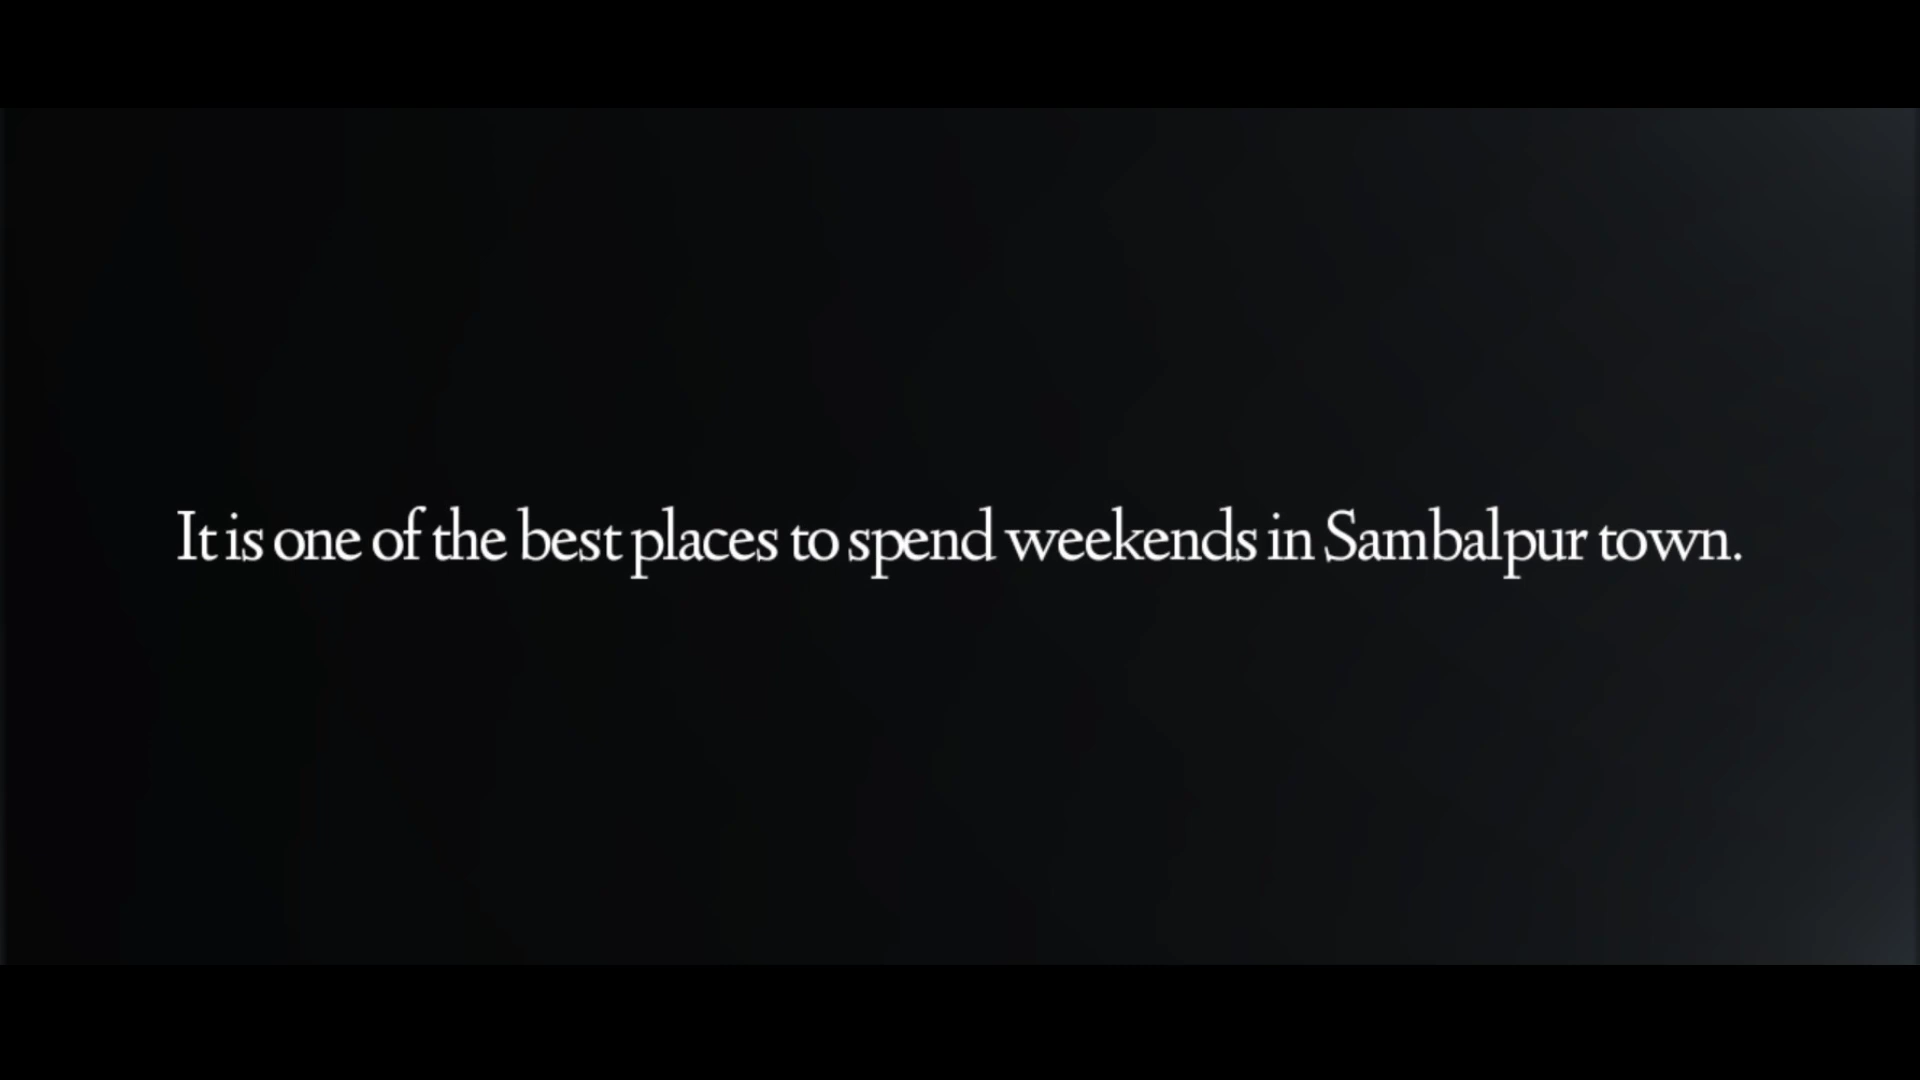 It is one of the best places to spend weekends in Sambalpur town.